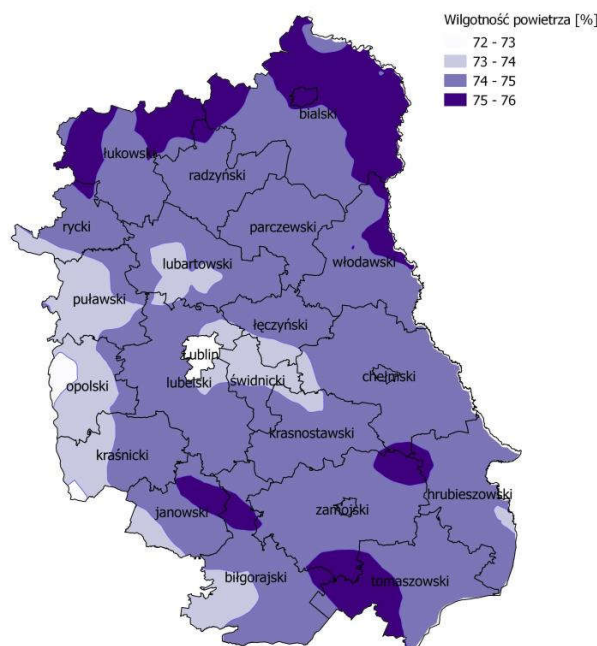 Wilgotność powietrza [%]
72 - 73
73 - 74
74 - 75
75 - 76
bialski
łukowski
radzyński
rycki
parczewski
lubartowski
włodawski
puławski
łęczyński
Lublin
chełmski
opolski
lubelski
świdnicki
krasnostawski
kraśnicki
hrubieszowski
janowski
zamojski
biłgorajski
tomaszowski